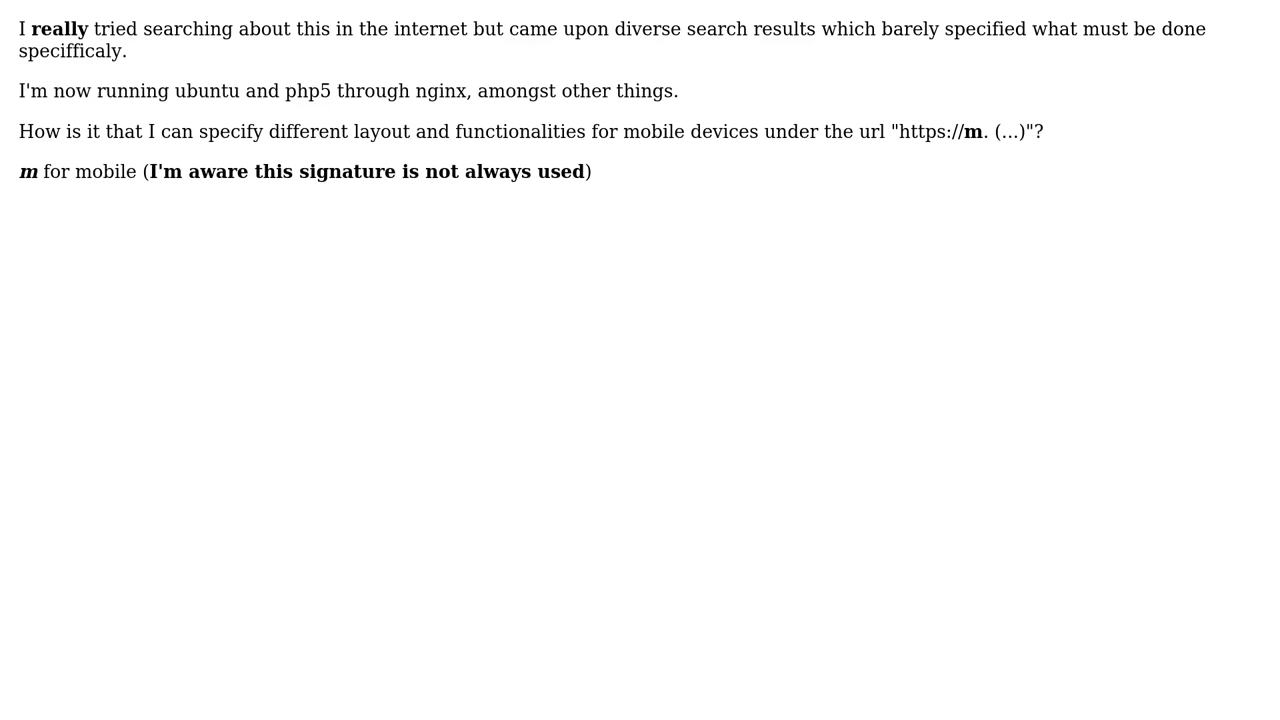 I really tried searching about this in the internet but came upon diverse search results which barely specified what must be done
specifficaly.
I'm now running ubuntu and php5 through nginx, amongst other things.
How is it that I can specify different layout and functionalities for mobile devices under the url "https://m. (...)"?
m for mobile (I'm aware this signature is not always used)